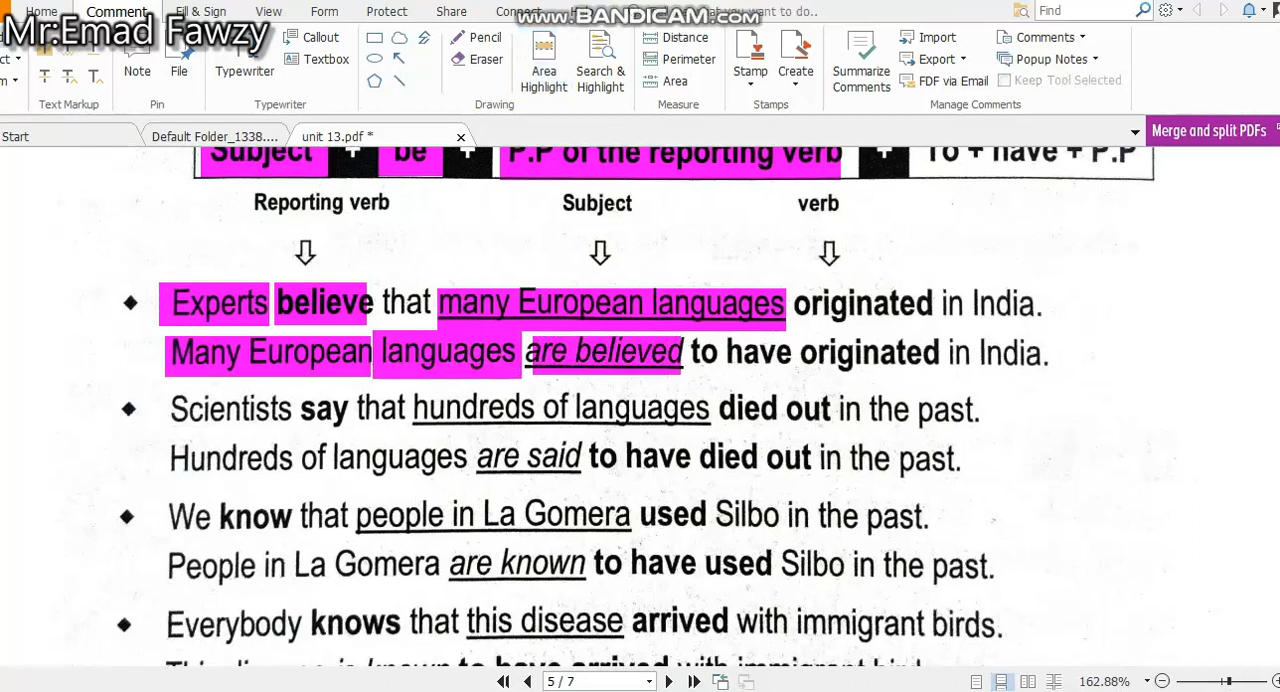 Home Comment View Form Protect Share Connect what you want to do.. Find
www.BANDICAM.com
Mr:Emad Fawzy
Fill & Sign
Callout
Textbox
Note File Typewriter
Pencil
Eraser
Area Highlight
Search & Highlight
Distance
Perimeter
Area
Stamp Create
Summarize Comments
Import
Export
FDF via Email
Comments
Popup Notes
Keep Tool Selected
Text Markup Pin Typewriter Drawing Measure Stamps Manage Comments
Start Default Folder_1338.... unit 13.pdf * Merge and split PDFs
Subject + be + P.P of the reporting verb + To + have + P.P
Reporting verb Subject verb
Experts believe that many European languages originated in India.
Many European languages are believed to have originated in India.
Scientists say that hundreds of languages died out in the past.
Hundreds of languages are said to have died out in the past.
We know that people in La Gomera used Silbo in the past.
People in La Gomera are known to have used Silbo in the past.
Everybody knows that this disease arrived with immigrant birds.
5 / 7 162.88%